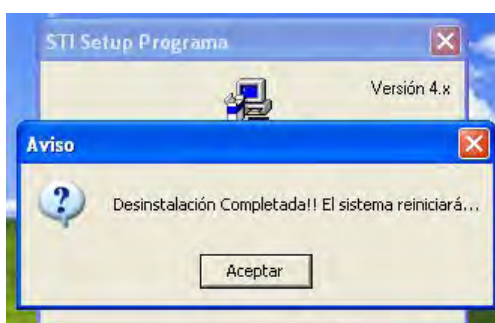 STI Setup Programa
Versión 4.x
Aviso
Desinstalación Completada!! El sistema reiniciará...
Aceptar